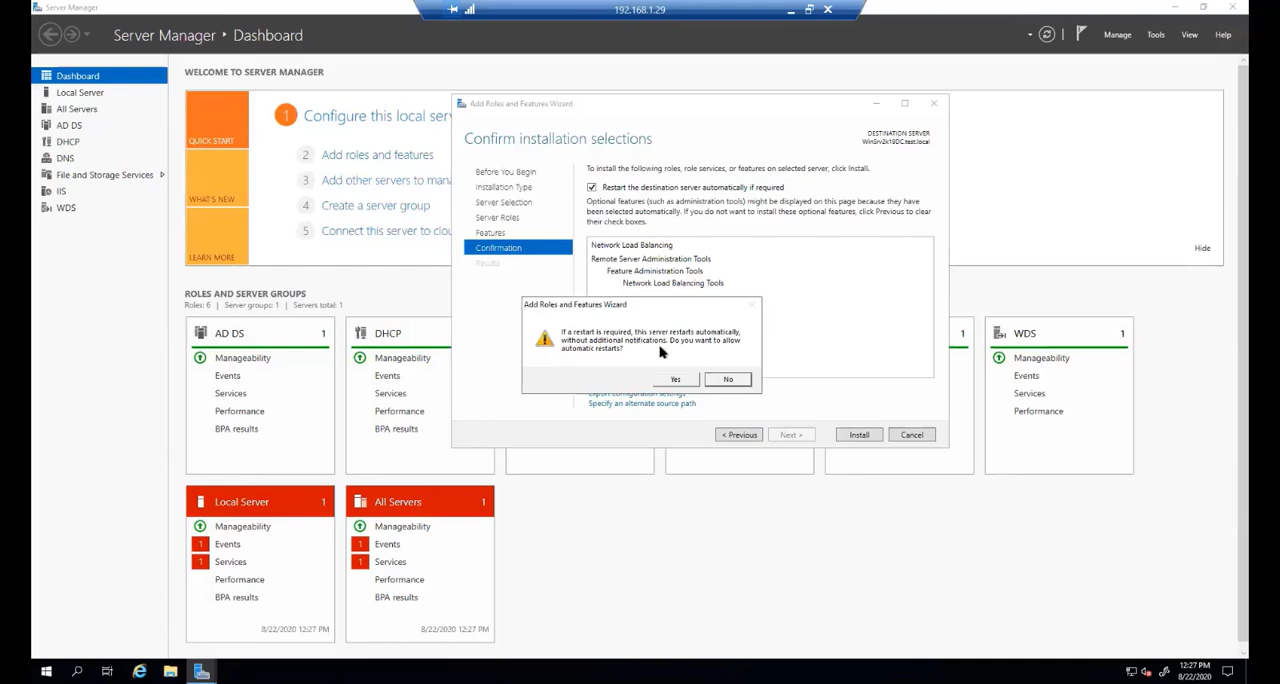 Server Manager
192.168.1.29
Server Manager • Dashboard
Manage
Tools
View
Help
Dashboard
Local Server
All Servers
AD DS
DHCP
DNS
File and Storage Services
IIS
WDS
WELCOME TO SERVER MANAGER
QUICK START
WHAT'S NEW
LEARN MORE
1 Configure this local serv
2 Add roles and features
3 Add other servers to mana
4 Create a server group
5 Connect this server to clou
Hide
Add Roles and Features Wizard
Confirm installation selections
DESTINATION SERVER
WinSrv2k19DC.test.local
Before You Begin
Installation Type
Server Selection
Server Roles
Features
Confirmation
Results
To install the following roles, role services, or features on selected server, click Install.
Restart the destination server automatically if required
Optional features (such as administration tools) might be displayed on this page because they have
been selected automatically. If you do not want to install these optional features, click Previous to clear
their check boxes.
Network Load Balancing
Remote Server Administration Tools
Feature Administration Tools
Network Load Balancing Tools
Add Roles and Features Wizard
If a restart is required, this server restarts automatically,
without additional notifications. Do you want to allow
automatic restarts?
Yes
No
Export configuration settings
Specify an alternate source path
< Previous
Next >
Install
Cancel
ROLES AND SERVER GROUPS
Roles: 6 | Server groups: 1 | Servers total: 1
AD DS 1
Manageability
Events
Services
Performance
BPA results
DHCP
Manageability
Events
Services
Performance
BPA results
1
WDS 1
Manageability
Events
Services
Performance
Local Server 1
Manageability
1 Events
1 Services
Performance
BPA results
8/22/2020 12:27 PM
All Servers 1
Manageability
1 Events
1 Services
Performance
BPA results
8/22/2020 12:27 PM
12:27 PM
8/22/2020